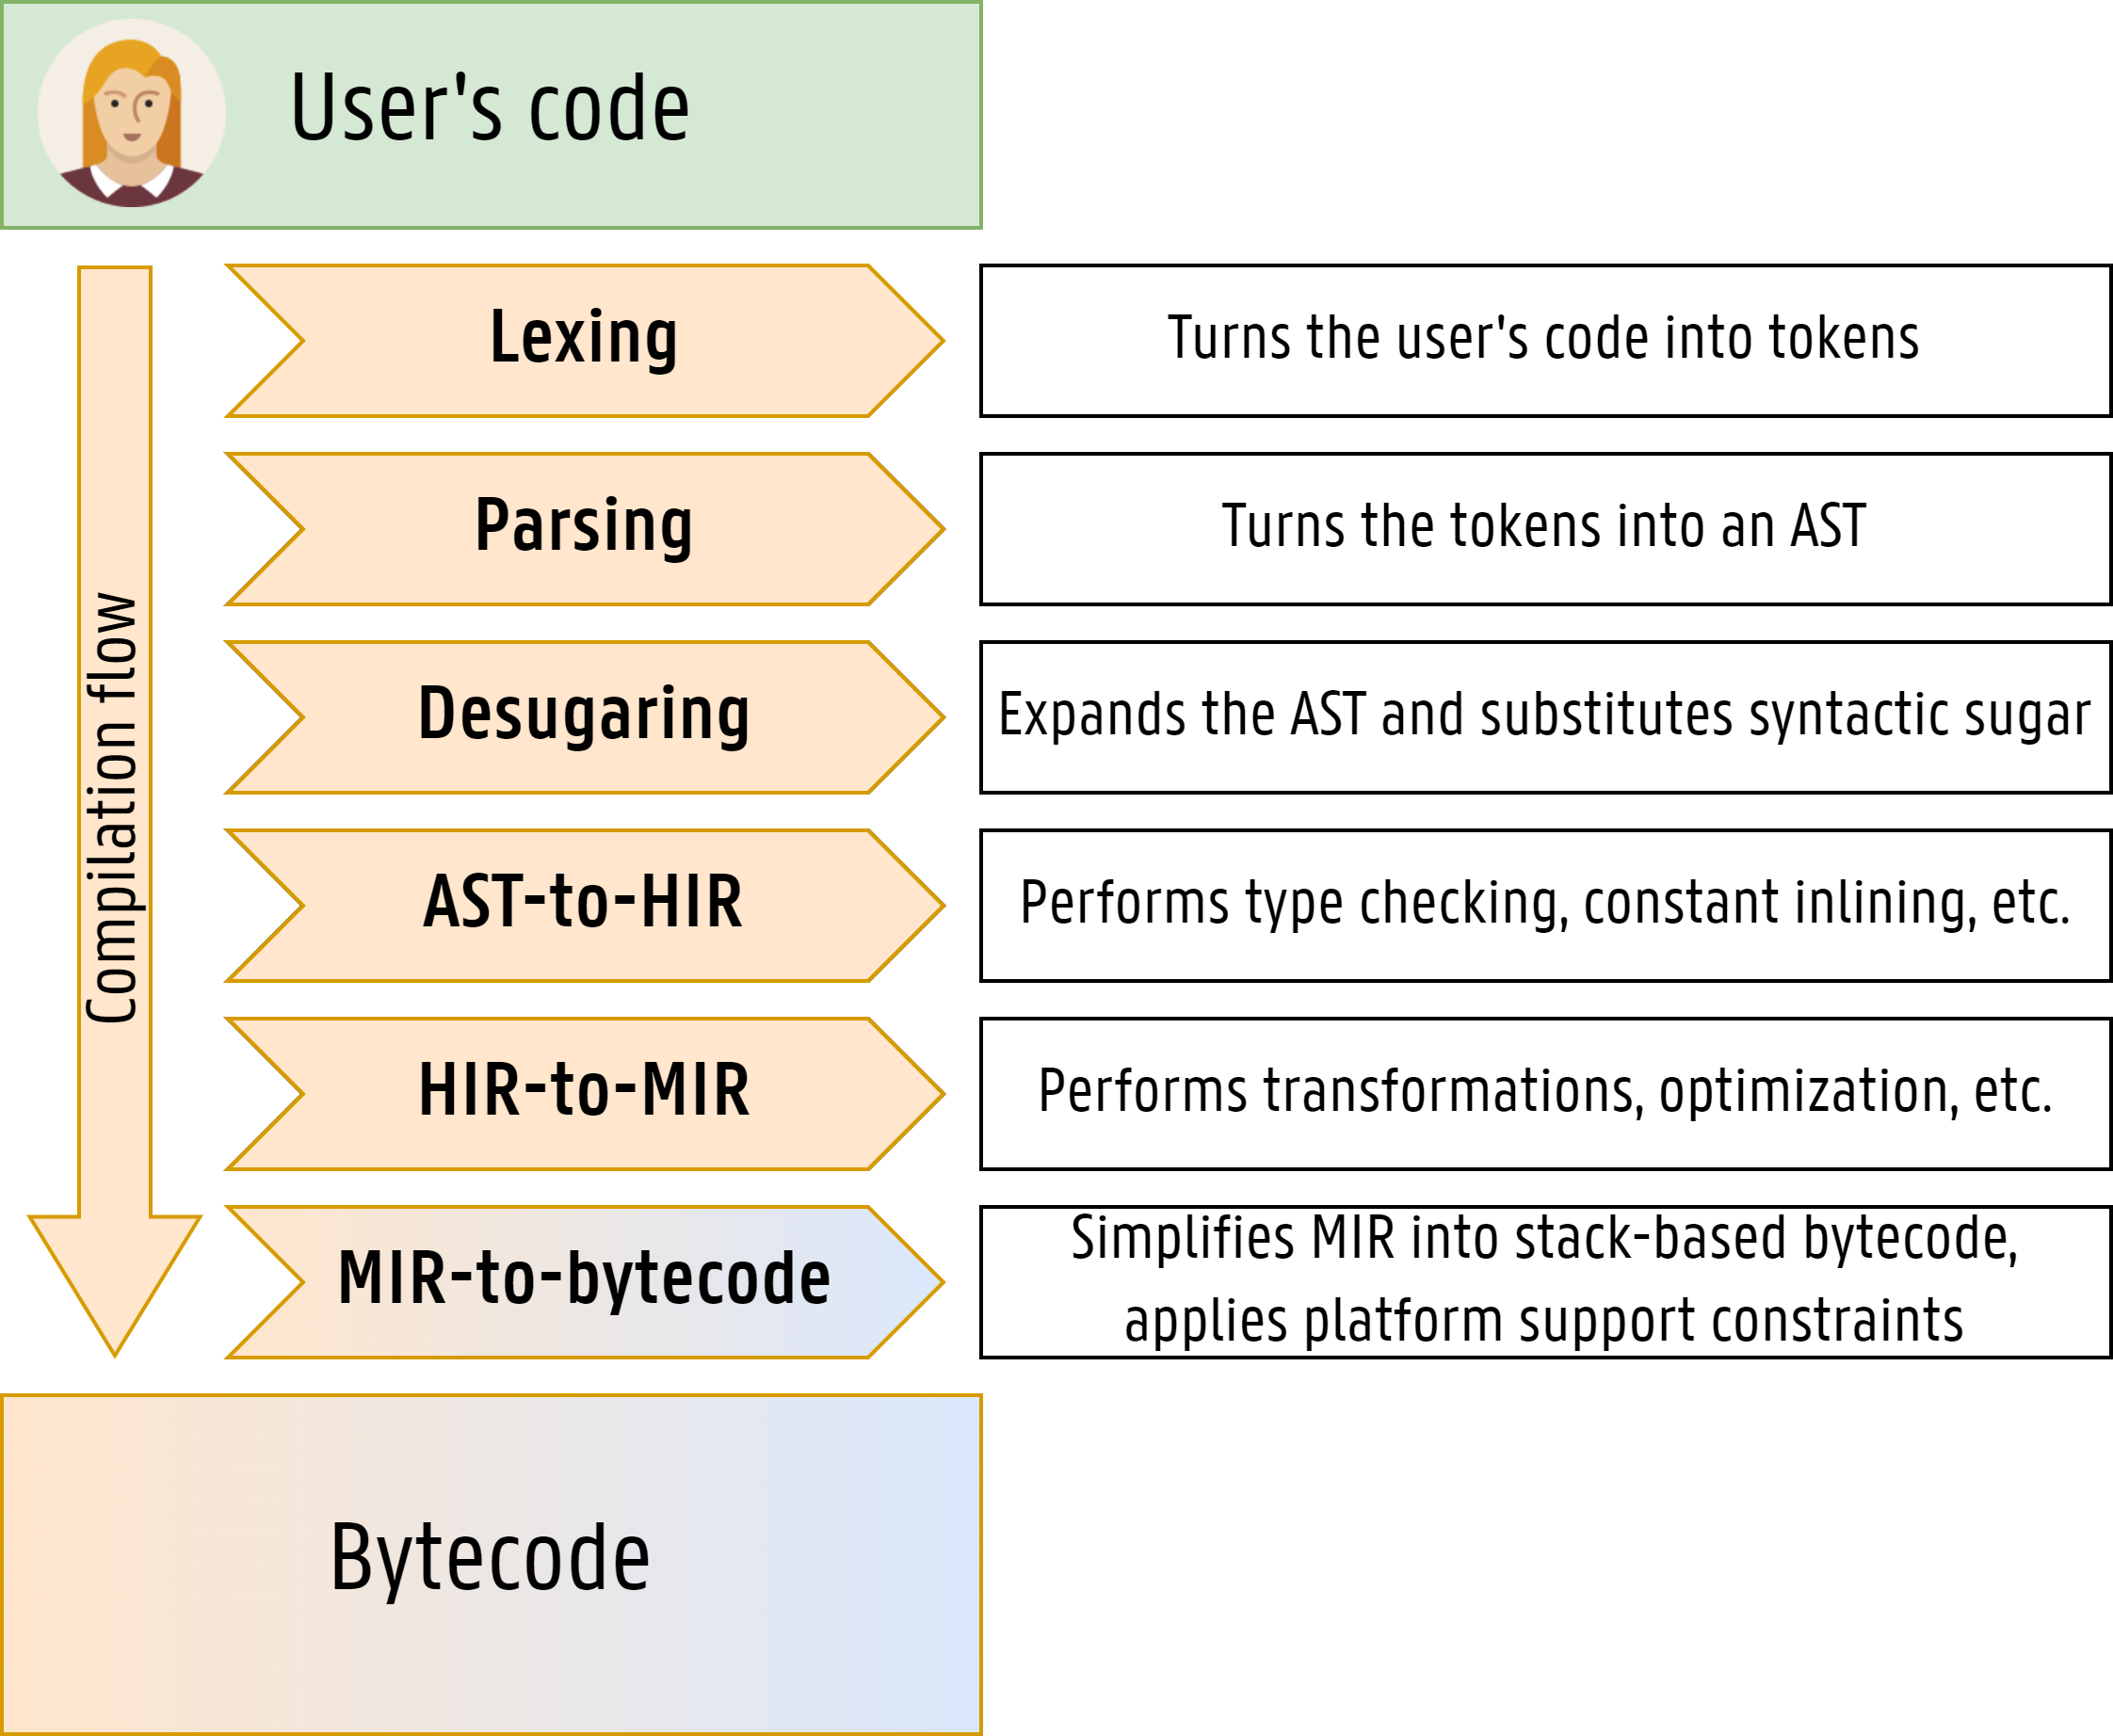 User's code
Compilation flow
Lexing
Turns the user's code into tokens
Parsing
Turns the tokens into an AST
Desugaring
Expands the AST and substitutes syntactic sugar
AST-to-HIR
Performs type checking, constant inlining, etc.
HIR-to-MIR
Performs transformations, optimization, etc.
MIR-to-bytecode
Simplifies MIR into stack-based bytecode,
applies platform support constraints
Bytecode